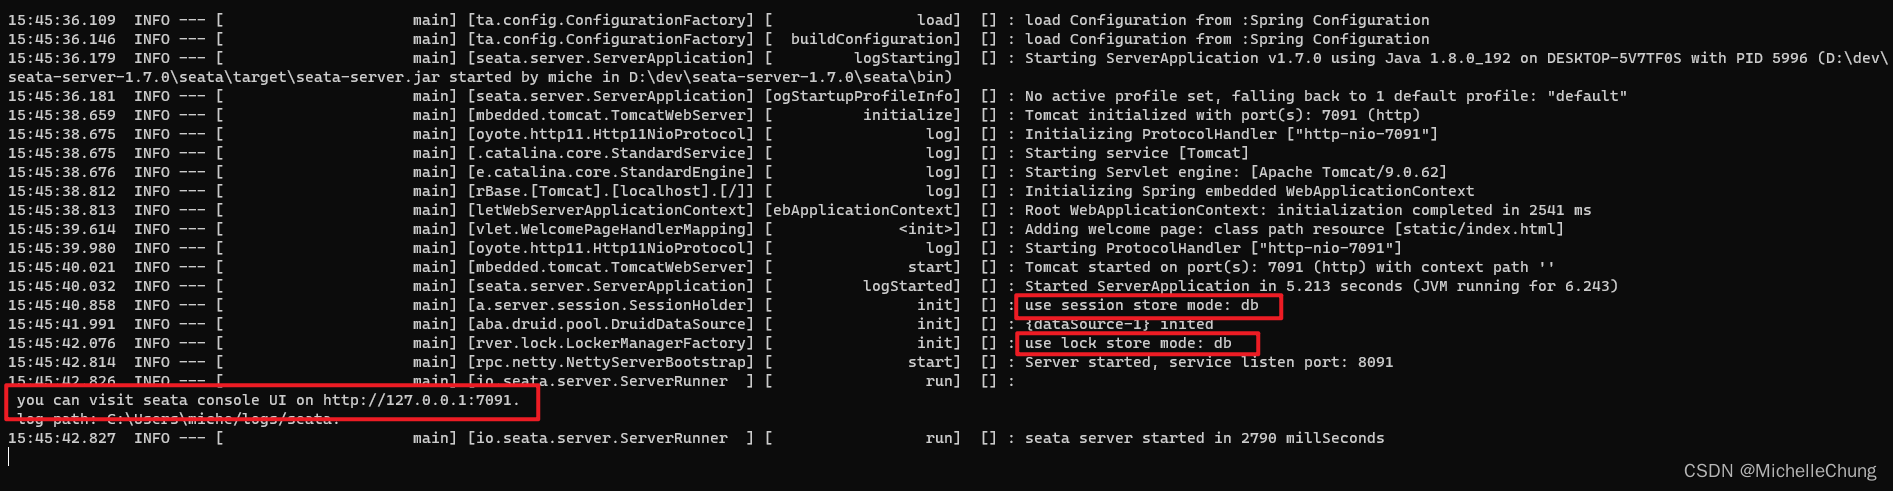 15:45:36.109  INFO --- [                     main] [ta.config.ConfigurationFactory] [                load]  [] : load Configuration from :Spring Configuration
15:45:36.146  INFO --- [                     main] [ta.config.ConfigurationFactory] [  buildConfiguration]  [] : load Configuration from :Spring Configuration
15:45:36.179  INFO --- [                     main] [seata.server.ServerApplication] [         logStarting]  [] : Starting ServerApplication v1.7.0 using Java 1.8.0_192 on DESKTOP-5V7TF0S with PID 5996 (D:\dev\
seata-server-1.7.0\seata\target\seata-server.jar started by miche in D:\dev\seata-server-1.7.0\seata\bin)
15:45:36.181  INFO --- [                     main] [seata.server.ServerApplication] [ogStartupProfileInfo]  [] : No active profile set, falling back to 1 default profile: "default"
15:45:38.659  INFO --- [                     main] [mbedded.tomcat.TomcatWebServer] [          initialize]  [] : Tomcat initialized with port(s): 7091 (http)
15:45:38.675  INFO --- [                     main] [oyote.http11.Http11NioProtocol] [                 log]  [] : Initializing ProtocolHandler ["http-nio-7091"]
15:45:38.675  INFO --- [                     main] [.catalina.core.StandardService] [                 log]  [] : Starting service [Tomcat]
15:45:38.676  INFO --- [                     main] [e.catalina.core.StandardEngine] [                 log]  [] : Starting Servlet engine: [Apache Tomcat/9.0.62]
15:45:38.812  INFO --- [                     main] [rBase.[Tomcat].[localhost].[/]] [                 log]  [] : Initializing Spring embedded WebApplicationContext
15:45:38.813  INFO --- [                     main] [letWebServerApplicationContext] [ebApplicationContext]  [] : Root WebApplicationContext: initialization completed in 2541 ms
15:45:39.614  INFO --- [                     main] [vlet.WelcomePageHandlerMapping] [              <init>]  [] : Adding welcome page: class path resource [static/index.html]
15:45:39.980  INFO --- [                     main] [oyote.http11.Http11NioProtocol] [                 log]  [] : Starting ProtocolHandler ["http-nio-7091"]
15:45:40.021  INFO --- [                     main] [mbedded.tomcat.TomcatWebServer] [               start]  [] : Tomcat started on port(s): 7091 (http) with context path ''
15:45:40.032  INFO --- [                     main] [seata.server.ServerApplication] [          logStarted]  [] : Started ServerApplication in 5.213 seconds (JVM running for 6.243)
15:45:40.858  INFO --- [                     main] [a.server.session.SessionHolder] [                init]  [] : use session store mode: db
15:45:41.991  INFO --- [                     main] [aba.druid.pool.DruidDataSource] [                init]  [] : {dataSource-1} inited
15:45:42.076  INFO --- [                     main] [rver.lock.LockerManagerFactory] [                init]  [] : use lock store mode: db
15:45:42.814  INFO --- [                     main] [rpc.netty.NettyServerBootstrap] [               start]  [] : Server started, service listen port: 8091
15:45:42.826  INFO --- [                     main] [io.seata.server.ServerRunner  ] [                 run]  [] :
you can visit seata console UI on http://127.0.0.1:7091.
log path: C:\Users\miche/logs/seata.
15:45:42.827  INFO --- [                     main] [io.seata.server.ServerRunner  ] [                 run]  [] : seata server started in 2790 millSeconds
CSDN @MichelleChung